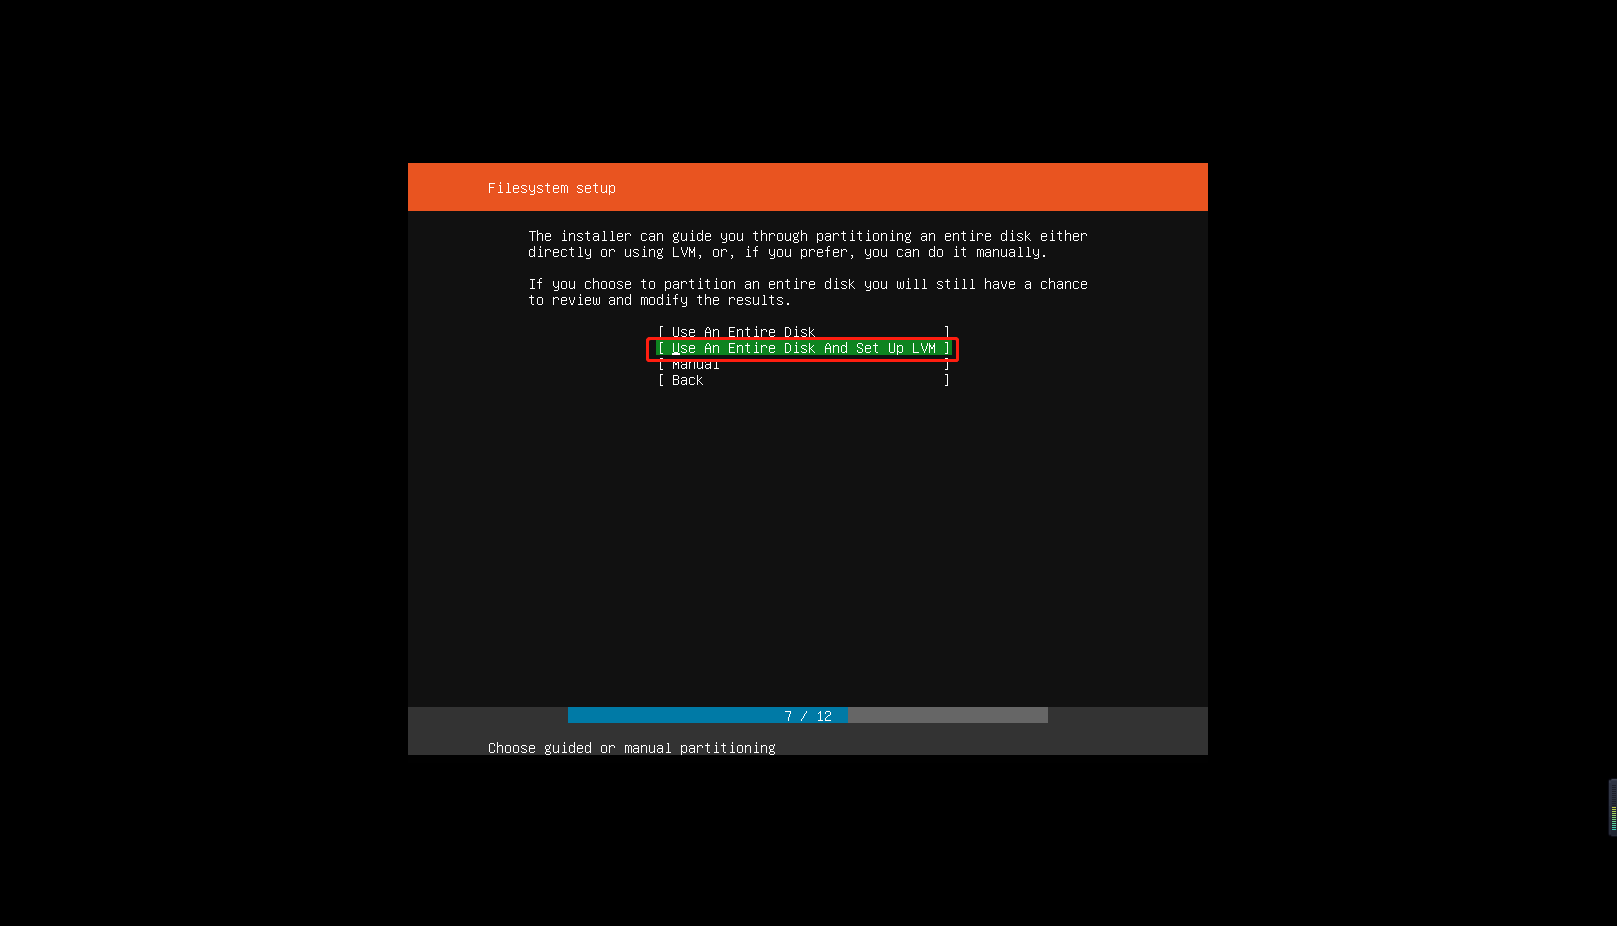 Filesystem setup
The installer can guide you through partitioning an entire disk either
directly or using LVM, or, if you prefer, you can do it manually.
If you choose to partition an entire disk you will still have a chance
to review and modify the results.
[ Use An Entire Disk ]
[ Use An Entire Disk And Set Up LVM ]
[ Manual ]
[ Back ]
7 / 12
Choose guided or manual partitioning